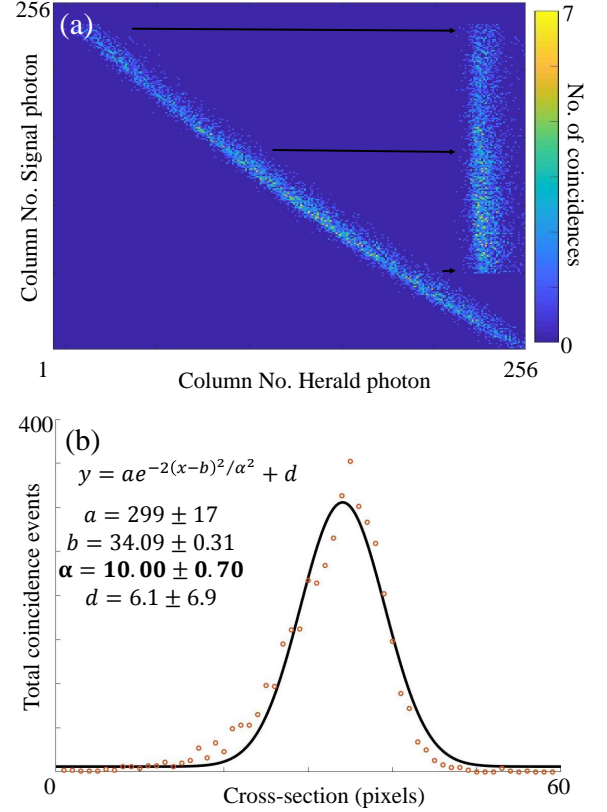 256
(a)
7
Column No. Signal photon
No. of coincidences
0
1
256
Column No. Herald photon
400
(b)
y = ae^{-2(x-b)^2/α^2} + d
a = 299 ± 17
b = 34.09 ± 0.31
α = 10.00 ± 0.70
d = 6.1 ± 6.9
Total coincidence events
0
60
Cross-section (pixels)